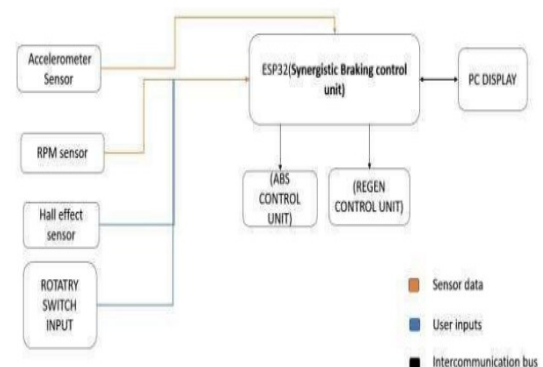 Accelerometer
Sensor
RPM sensor
Hall effect
sensor
ROTATRY
SWITCH
INPUT
ESP32(Synergistic Braking control
unit)
PC DISPLAY
(ABS
CONTROL
UNIT)
(REGEN
CONTROL UNIT)
Sensor data
User inputs
Intercommunication bus